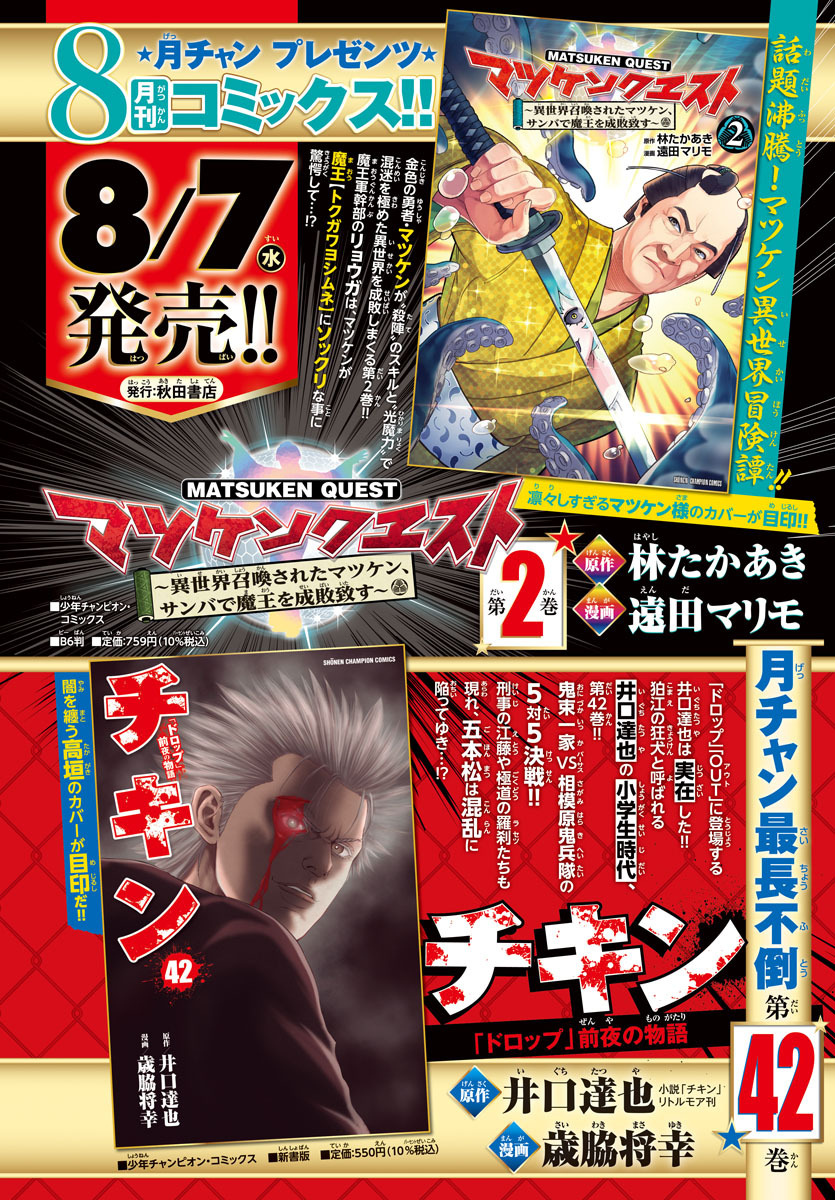 ★月チャン プレゼンツ★
8月刊コミックス!!
8/7水
発売!!
発行:秋田書店
話題沸騰!マツケン異世界冒険譚!!
MATSUKEN QUEST
マツケンクエスト
~異世界召喚されたマツケン、
サンバで魔王を成敗致す~
2
原作 林たかあき
漫画 遠田マリモ
SHŌNEN CHAMPION COMICS
金色の勇者・マツケンが“殺陣”のスキルと“光魔力”で
混迷を極めた異世界を成敗しまくる第2巻!!
魔王軍幹部のリョウガは、マツケンが
魔王【トクガワヨシムネ】にソックリな事に
驚愕して…!?
凛々しすぎるマツケン様のカバーが目印!!
MATSUKEN QUEST
マツケンクエスト
~異世界召喚されたマツケン、
サンバで魔王を成敗致す~
第2巻
原作 林たかあき
漫画 遠田マリモ
■少年チャンピオン・
コミックス
■B6判 ■定価:759円(10%税込)
月チャン最長不倒
第42巻
「ドロップ」「OUT」に登場する
井口達也は実在した!!
狛江の狂犬と呼ばれる
井口達也の小学生時代、
第42巻!!
鬼束一家VS相模原鬼兵隊の
5対5決戦!!
刑事の江藤や極道の羅刹たちも
現れ、五本松は混乱に
陥ってゆき…!?
SHŌNEN CHAMPION COMICS
チキン
「ドロップ」前夜の物語
42
原作 井口達也
漫画 歳脇将幸
闇を纏う高垣のカバーが目印だ!!
チキン
「ドロップ」前夜の物語
原作 井口達也 小説「チキン」
リトルモア刊
漫画 歳脇将幸
■少年チャンピオン・コミックス ■新書版 ■定価:550円(10%税込)